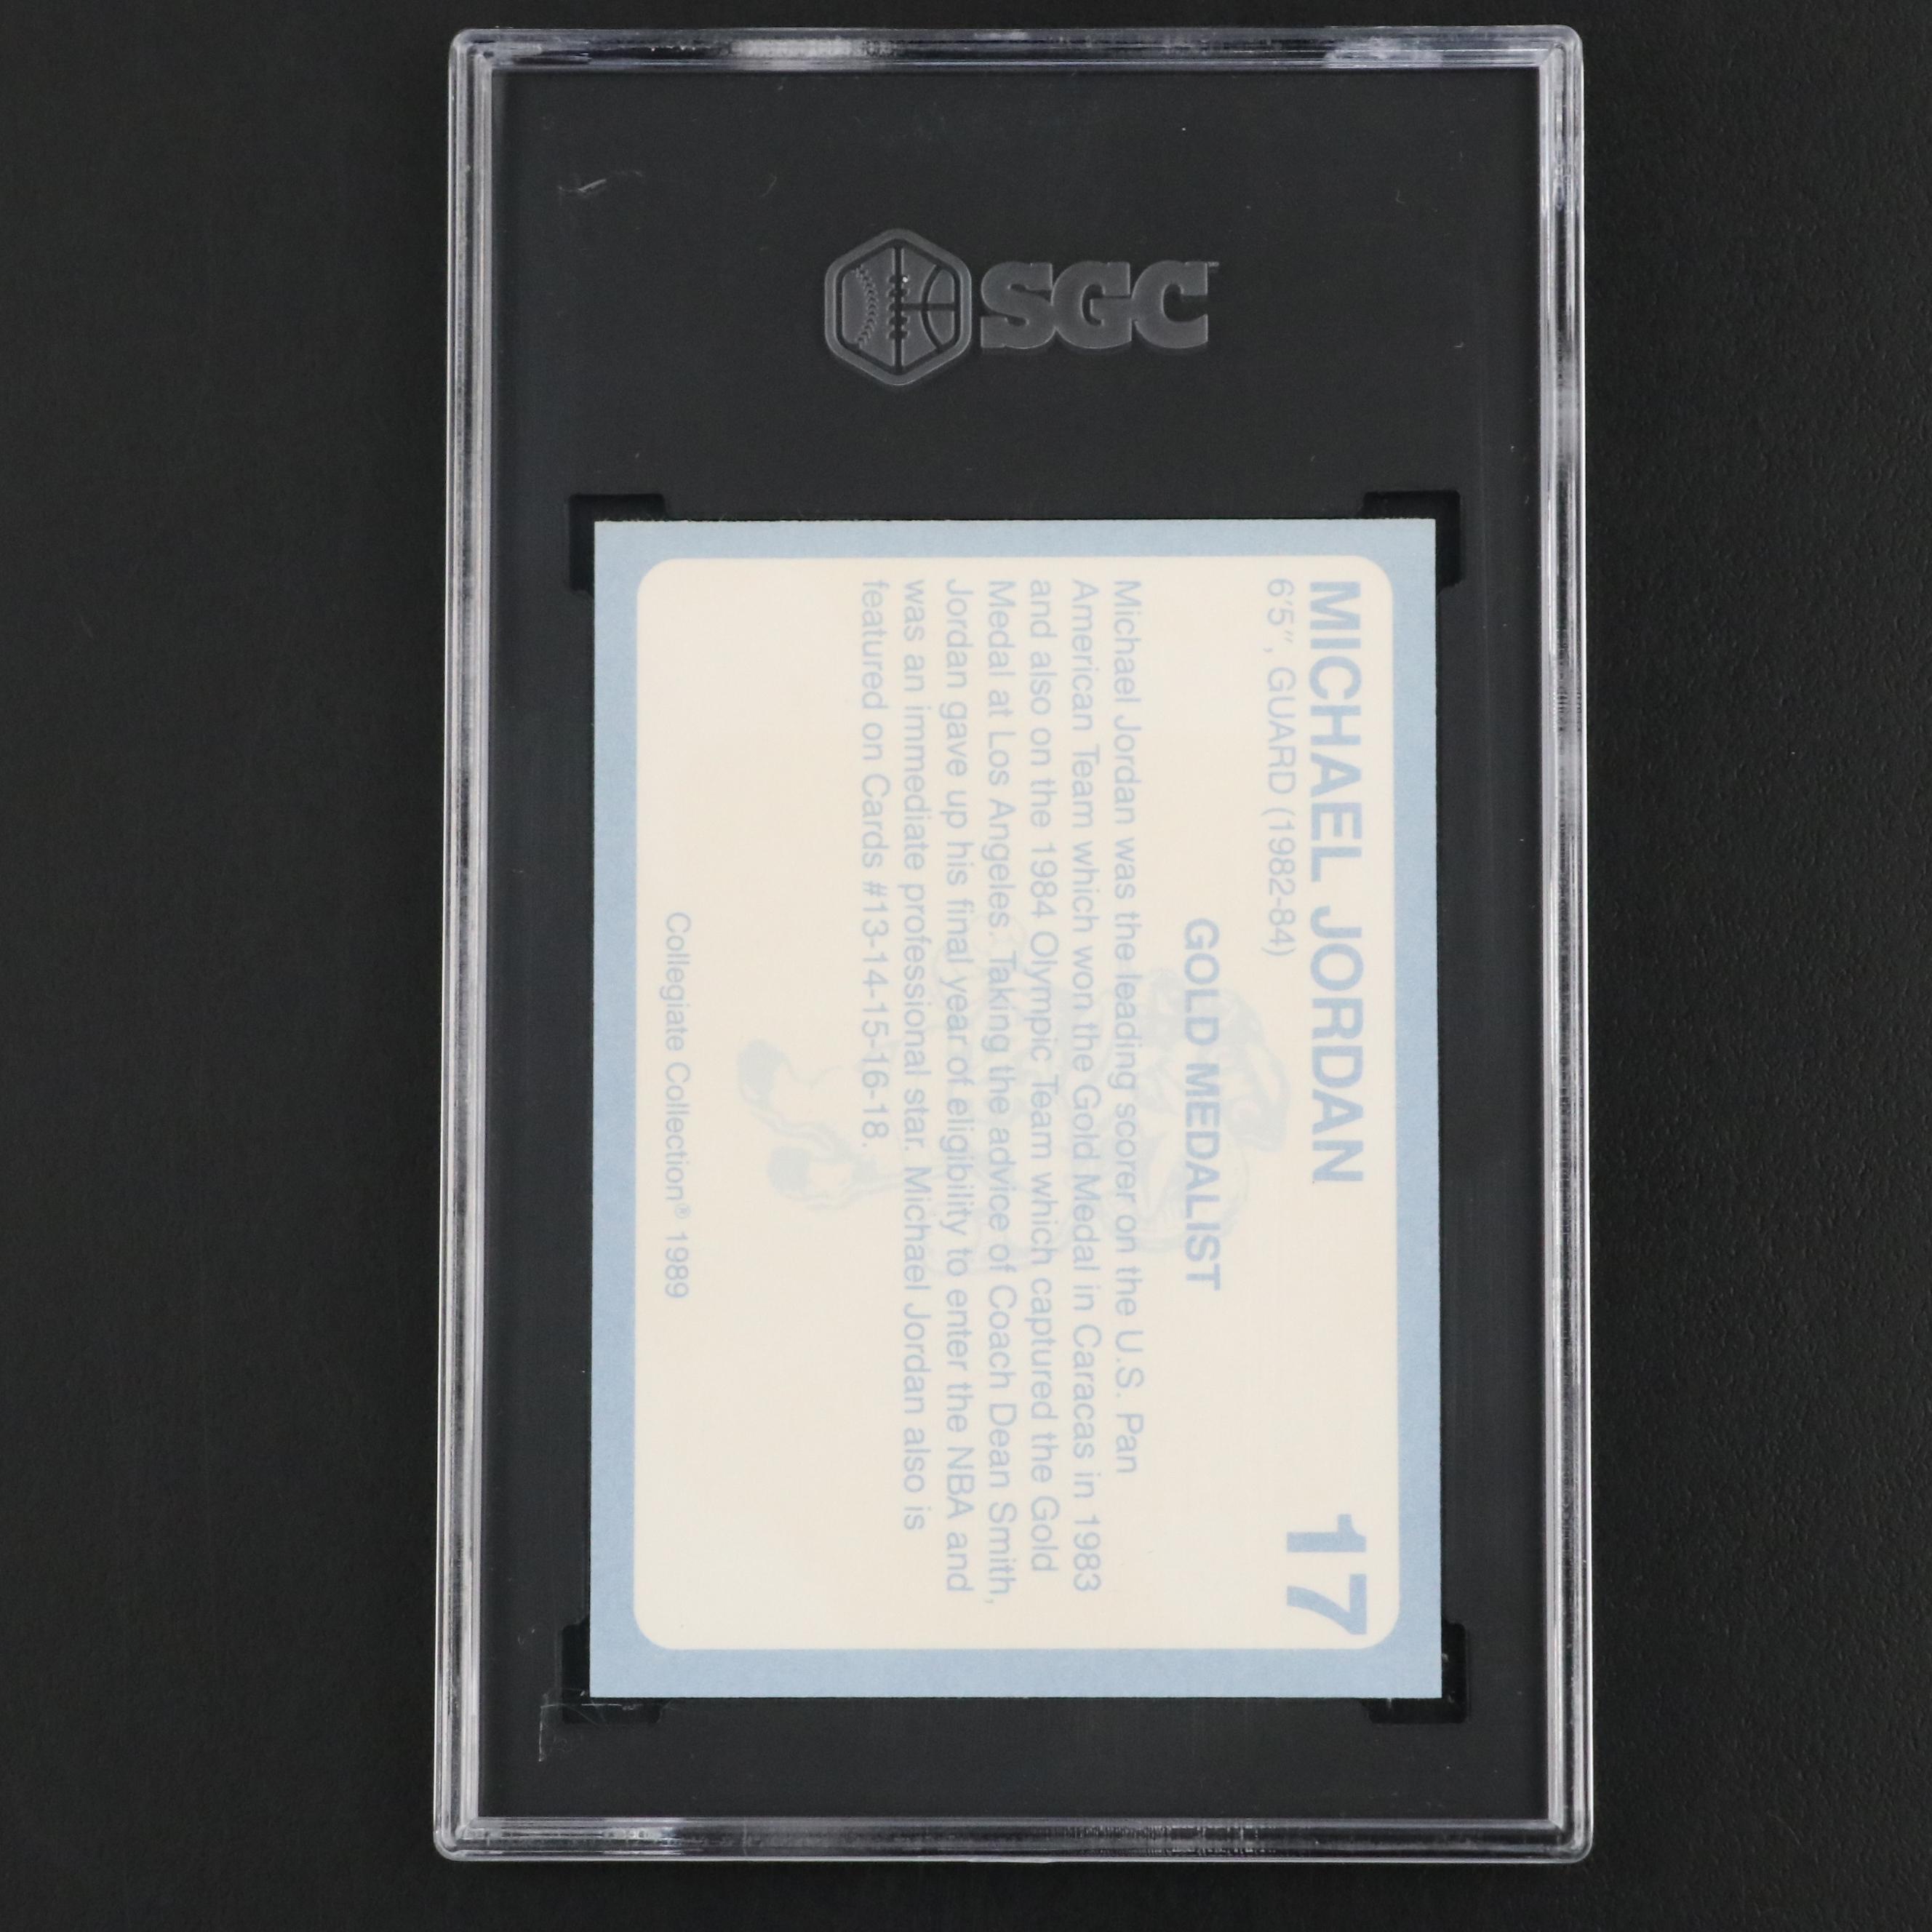 SGC
MICHAEL JORDAN
17
6'5", GUARD (1982-84)
GOLD MEDALIST
Michael Jordan was the leading scorer on the U.S. Pan
American Team which won the Gold Medal in Caracas in 1983
and also on the 1984 Olympic Team which captured the Gold
Medal at Los Angeles. Taking the advice of Coach Dean Smith,
Jordan gave up his final year of eligibility to enter the NBA and
was an immediate professional star. Michael Jordan also is
featured on Cards #13-14-15-16-18.
Collegiate Collection® 1989